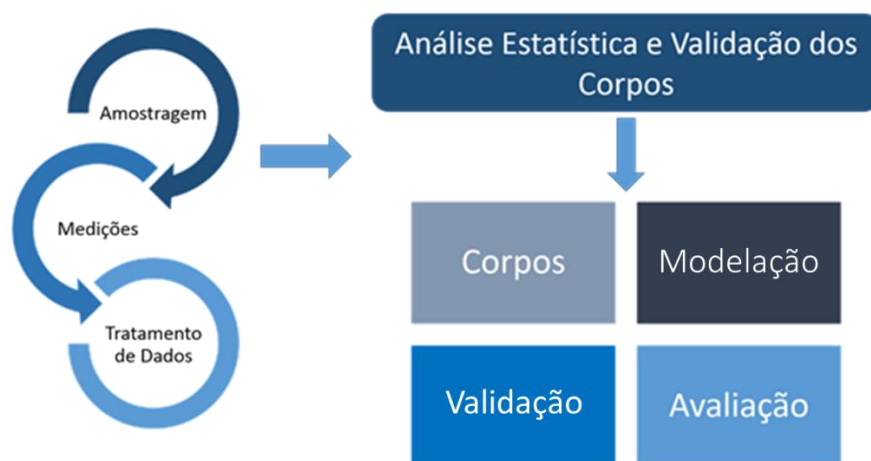 Amostragem
Medições
Tratamento
de Dados
Análise Estatística e Validação dos
Corpos
Corpos
Modelação
Validação
Avaliação